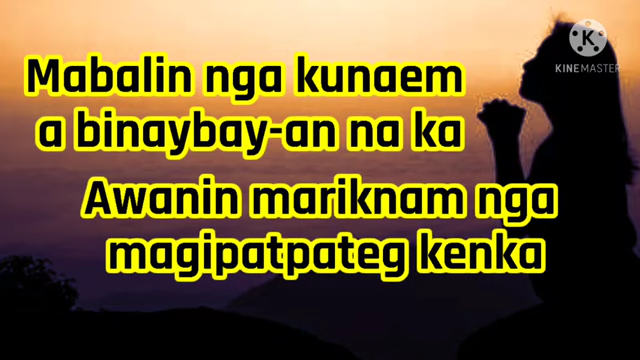 KINEMASTER
Mabalin nga kunaem
a binaybay-an na ka
Awanin mariknam nga
magipatpateg kenka